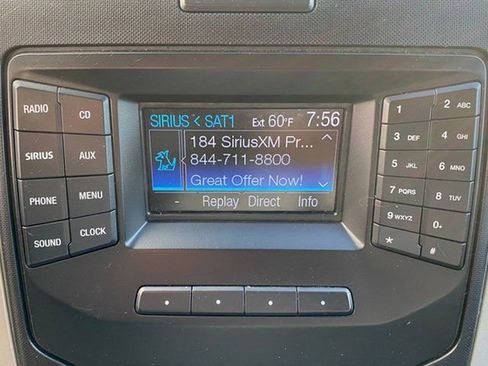 RADIO
CD
SIRIUS
AUX
PHONE
MENU
SOUND
CLOCK
SIRIUS < SAT1 Ext 60°F 7:56
184 SiriusXM Pr...
844-711-8800
Great Offer Now!
- Replay Direct Info
1
2 ABC
3 DEF
4 GHI
5 JKL
6 MNO
7 PQRS
8 TUV
9 WXYZ
0+
*
#